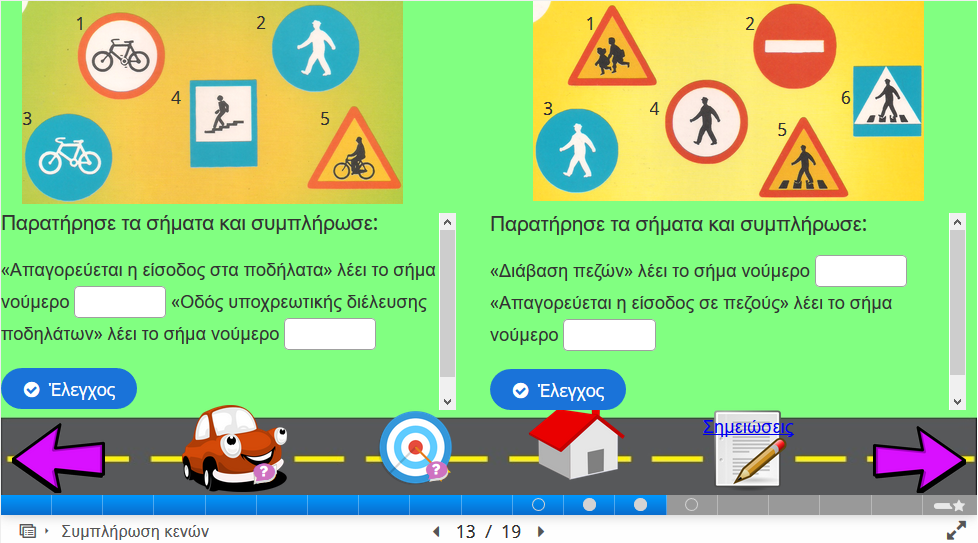 1
2
3
4
5
1
2
3
4
5
6
Παρατήρησε τα σήματα και συμπλήρωσε:
«Απαγορεύεται η είσοδος στα ποδήλατα» λέει το σήμα
νούμερο «Οδός υποχρεωτικής διέλευσης
ποδηλάτων» λέει το σήμα νούμερο
Έλεγχος
Παρατήρησε τα σήματα και συμπλήρωσε:
«Διάβαση πεζών» λέει το σήμα νούμερο
«Απαγορεύεται η είσοδος σε πεζούς» λέει το σήμα
νούμερο
Έλεγχος
?
?
Σημειώσεις
Συμπλήρωση κενών
13 / 19